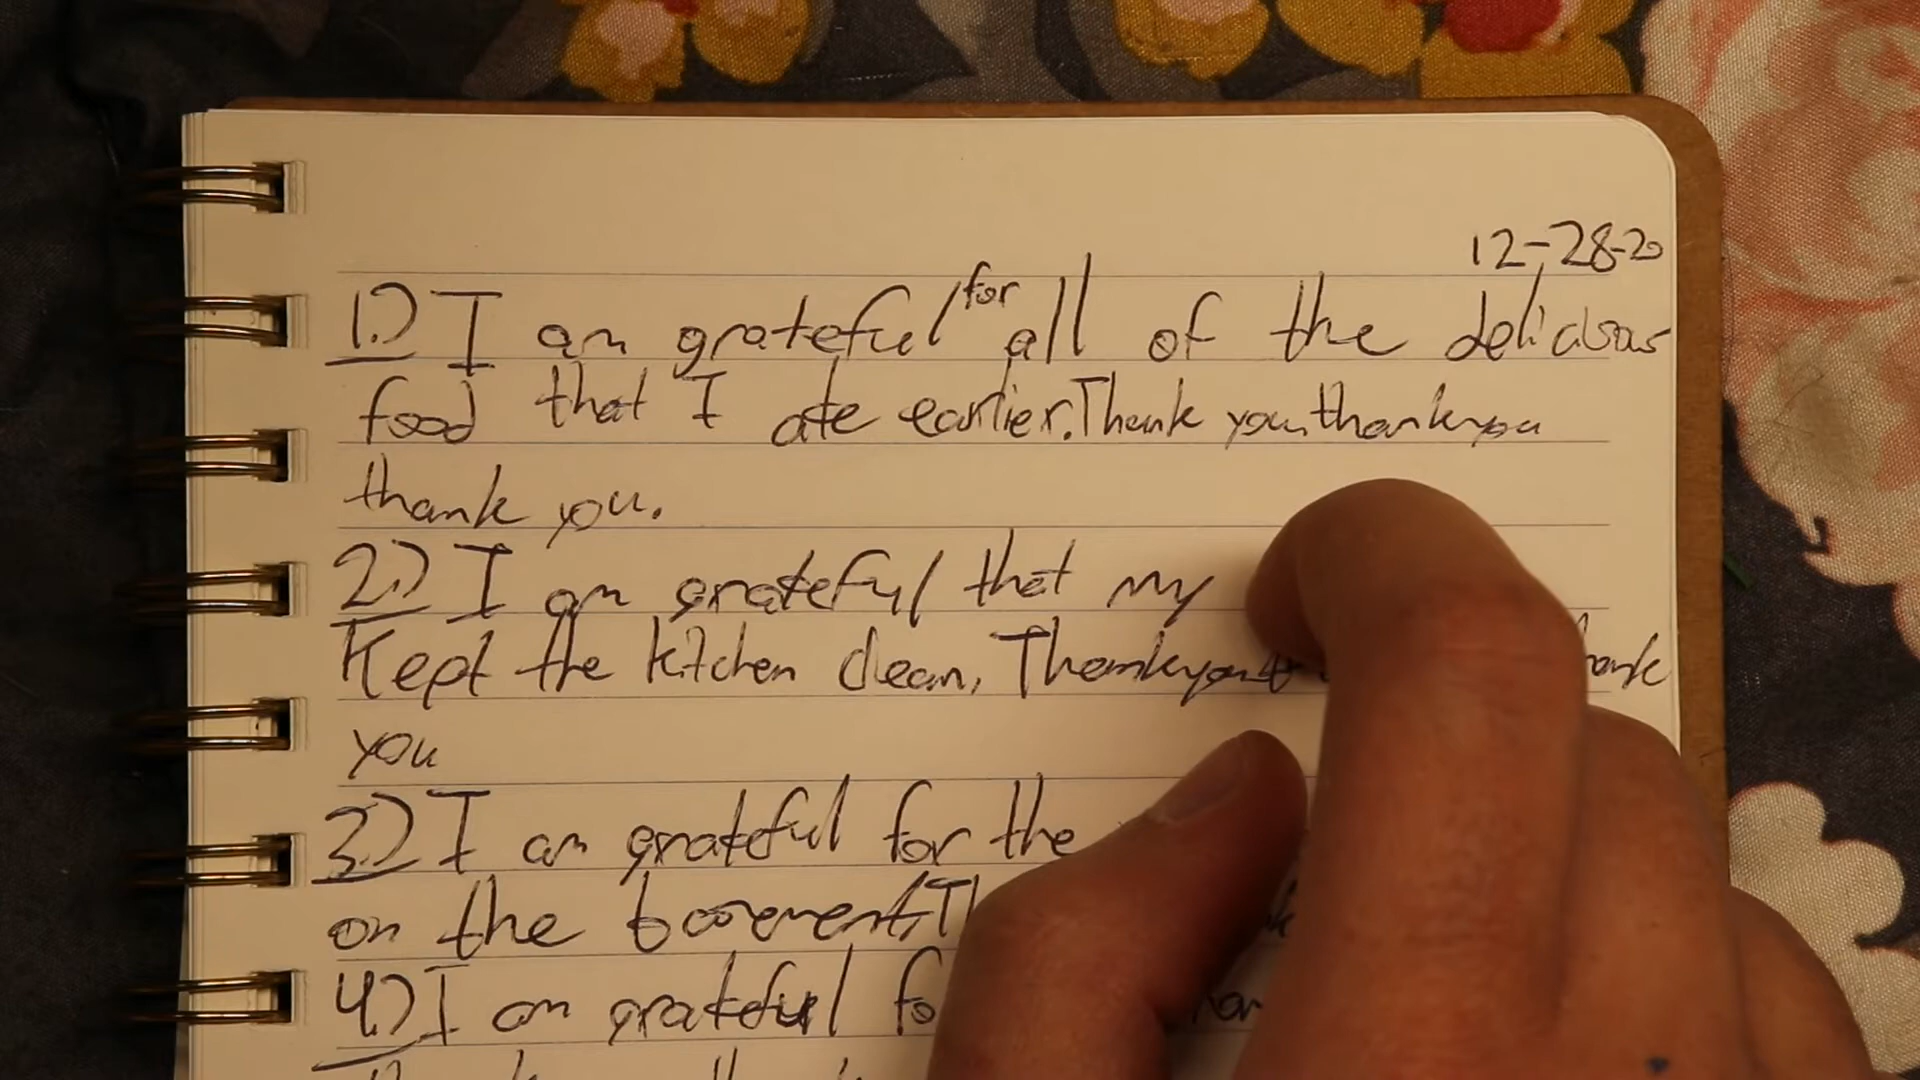 12-28-20
1.) I am grateful for all of the delicious
food that I ate earlier. Thank you, thank you
thank you.
2.) I am grateful that my
Kept the kitchen clean, Thank you
you
3.) I am grateful for the
on the
4.) I am grateful